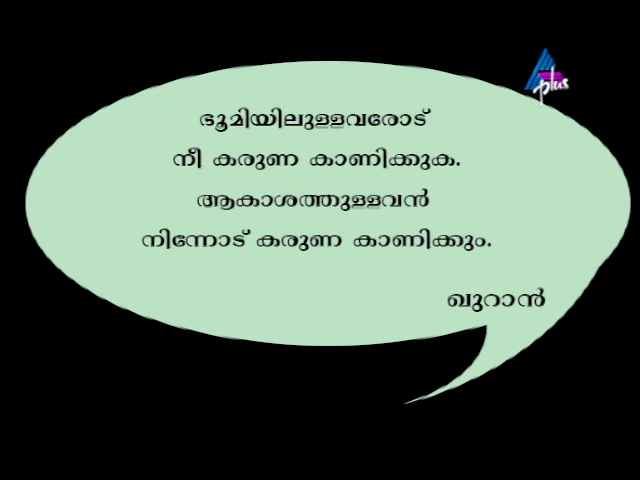 plus
ഭൂമിയിലുള്ളവരോട്
നീ കരുണ കാണിക്കുക.
ആകാശത്തുള്ളവൻ
നിന്നോട് കരുണ കാണിക്കും.
ഖുറാൻ